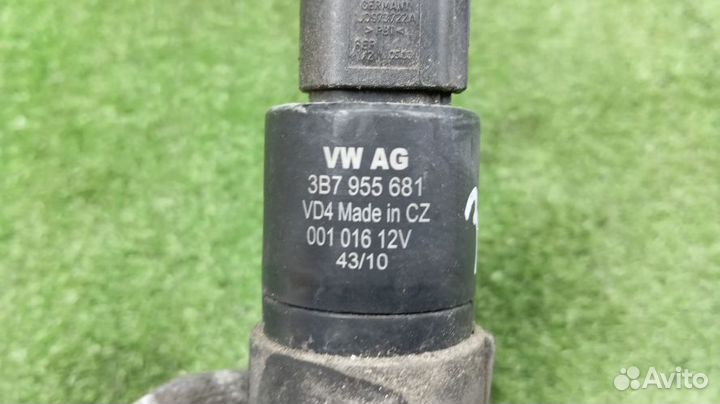 GERMANY
VW AG
3B7 955 681
VD4 Made in CZ
001 016 12V
43/10
Avito